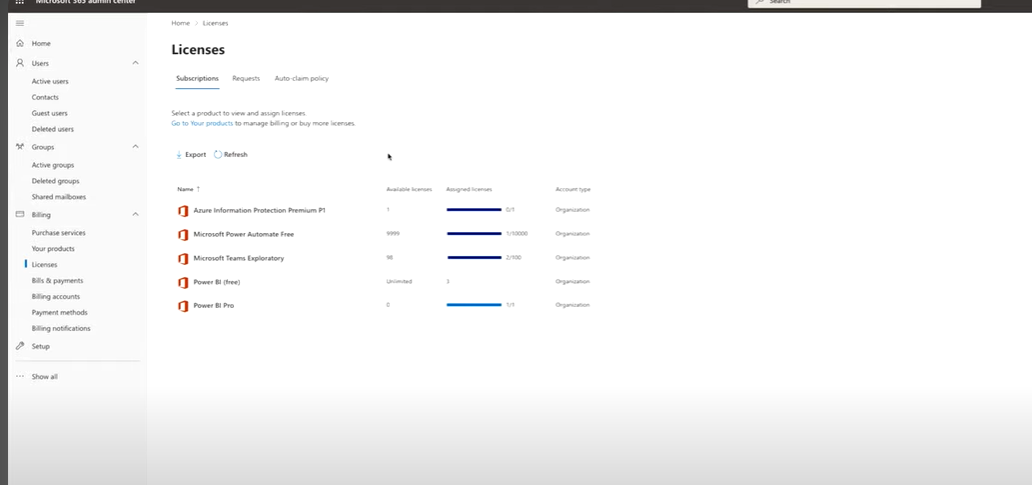 Microsoft 365 admin center
Search
Home
Users
Active users
Contacts
Guest users
Deleted users
Groups
Active groups
Deleted groups
Shared mailboxes
Billing
Purchase services
Your products
Licenses
Bills & payments
Billing accounts
Payment methods
Billing notifications
Setup
Show all
Home > Licenses
Licenses
Subscriptions Requests Auto-claim policy
Select a product to view and assign licenses.
Go to Your products to manage billing or buy more licenses.
Export Refresh
Name ↑ Available licenses Assigned licenses Account type
Azure Information Protection Premium P1 1 0/1 Organization
Microsoft Power Automate Free 9999 1/10000 Organization
Microsoft Teams Exploratory 98 2/100 Organization
Power BI (free) Unlimited 3 Organization
Power BI Pro 0 1/1 Organization